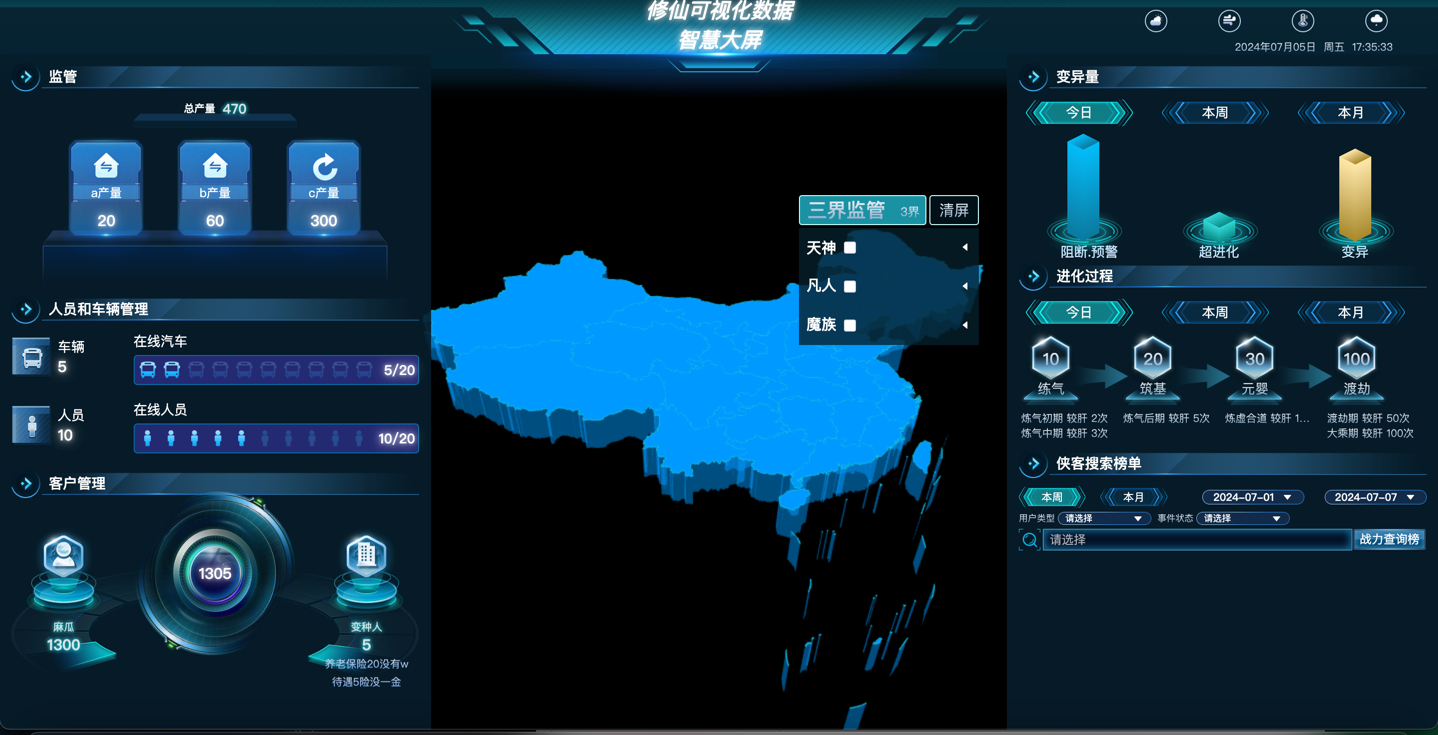 修仙可视化数据
智慧大屏
2024年07月05日 周五 17:35:33
监管
总产量 470
a产量
20
b产量
60
c产量
300
人员和车辆管理
车辆
5
在线汽车
5/20
人员
10
在线人员
10/20
客户管理
1305
麻瓜
1300
变种人
5
养老保险20没有w
待遇5险没一金
三界监管 3界 清屏
天神
凡人
魔族
变异量
今日 本周 本月
阻断.预警 超进化 变异
进化过程
今日 本周 本月
10 20 30 100
练气 筑基 元婴 渡劫
炼气初期 较肝 2次
炼气中期 较肝 3次
炼气后期 较肝 5次
炼虚合道 较肝 1...
渡劫期 较肝 50次
大乘期 较肝 100次
侠客搜索榜单
本周 本月 2024-07-01 2024-07-07
用户类型 请选择 事件状态 请选择
请选择 战力查询榜